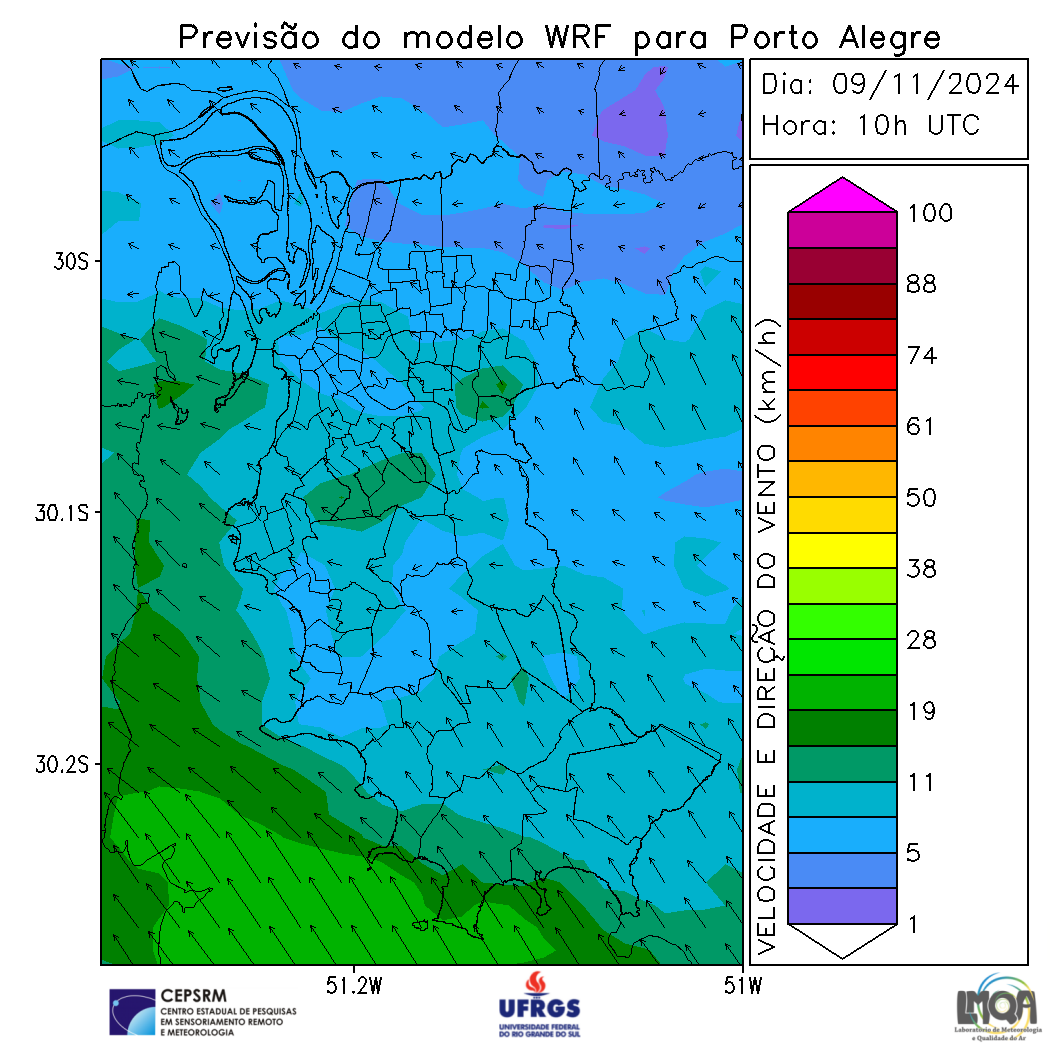 Previsão do modelo WRF para Porto Alegre
Dia: 09/11/2024
Hora: 10h UTC
30S
30.1S
30.2S
51.2W
51W
VELOCIDADE E DIREÇÃO DO VENTO (km/h)
100
88
74
61
50
38
28
19
11
5
1
CEPSRM
CENTRO ESTADUAL DE PESQUISAS
EM SENSORIAMENTO REMOTO
E METEOROLOGIA
UFRGS
UNIVERSIDADE FEDERAL
DO RIO GRANDE DO SUL
LMQA
Laboratório de Meteorologia
e Qualidade do Ar